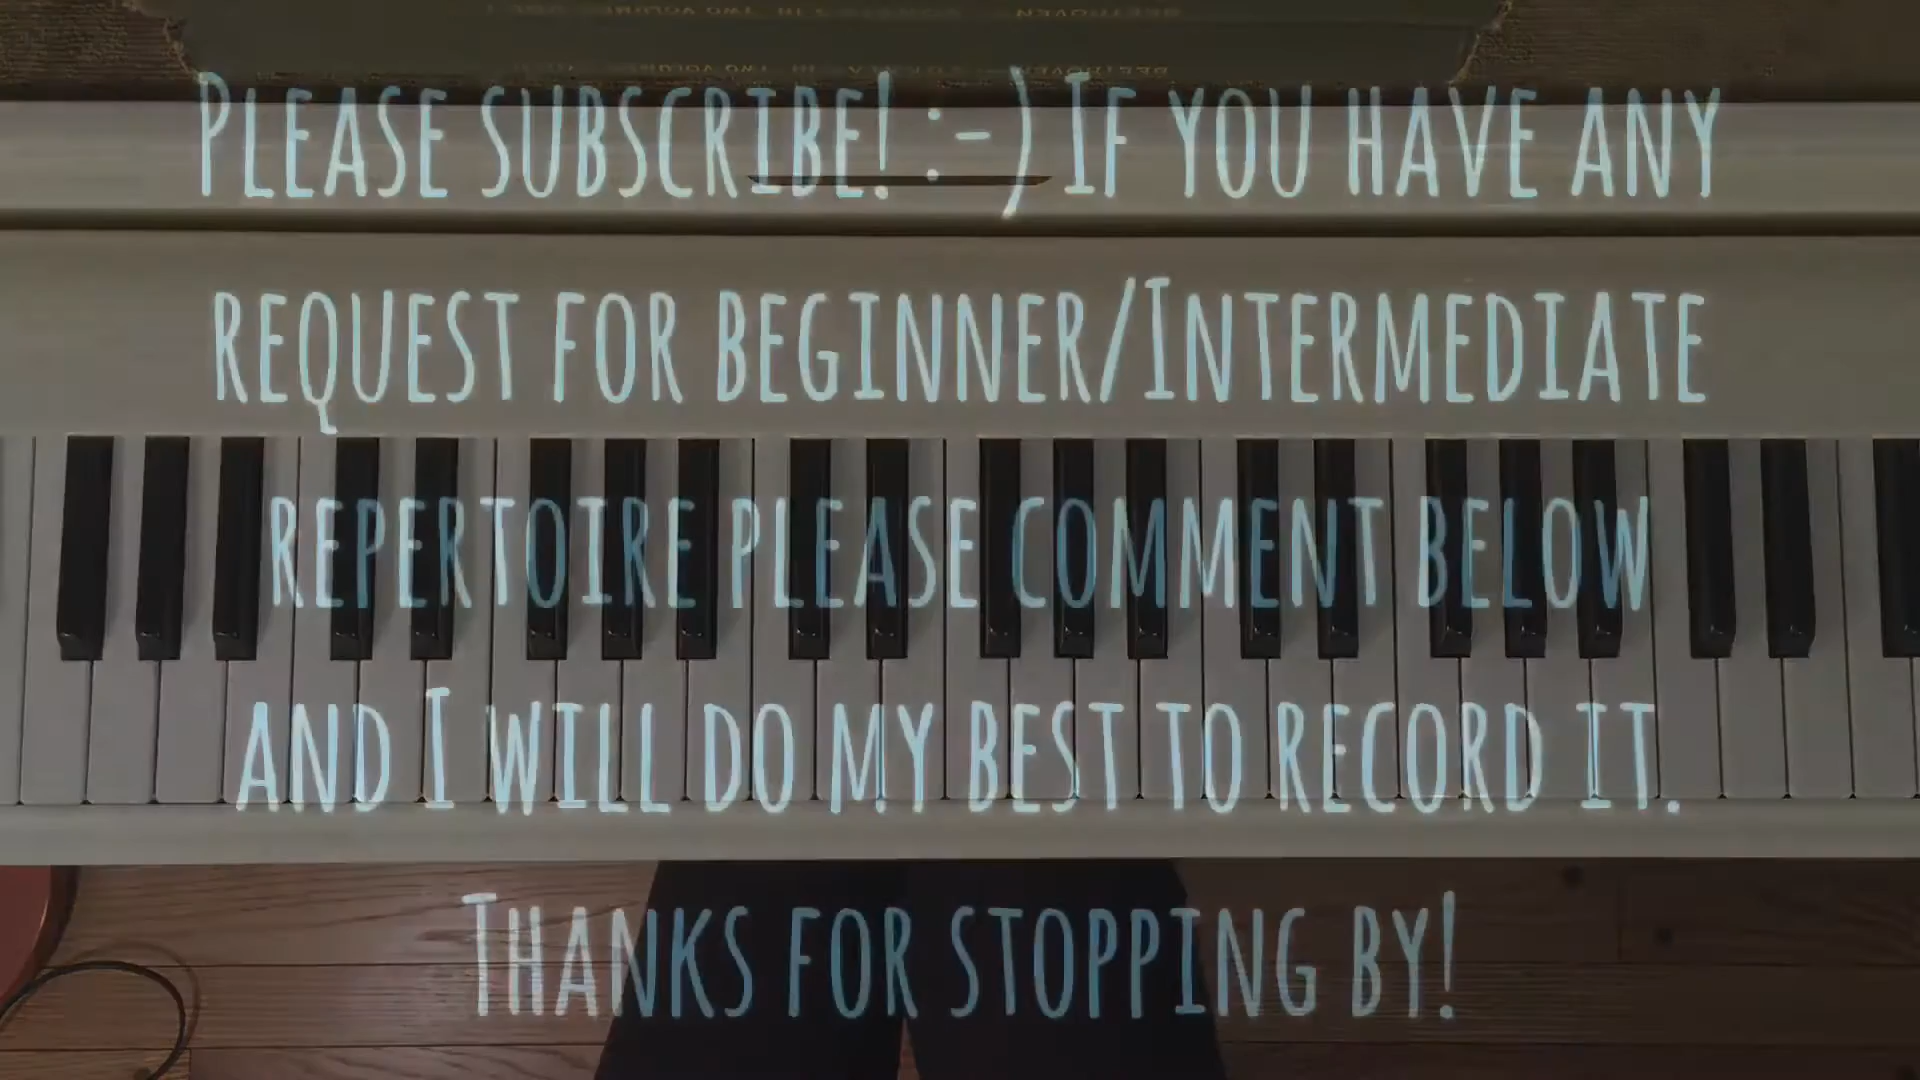 Please subscribe! :-) If you have any
request for beginner/Intermediate
repertoire please comment below
and I will do my best to record it.
Thanks for stopping by!